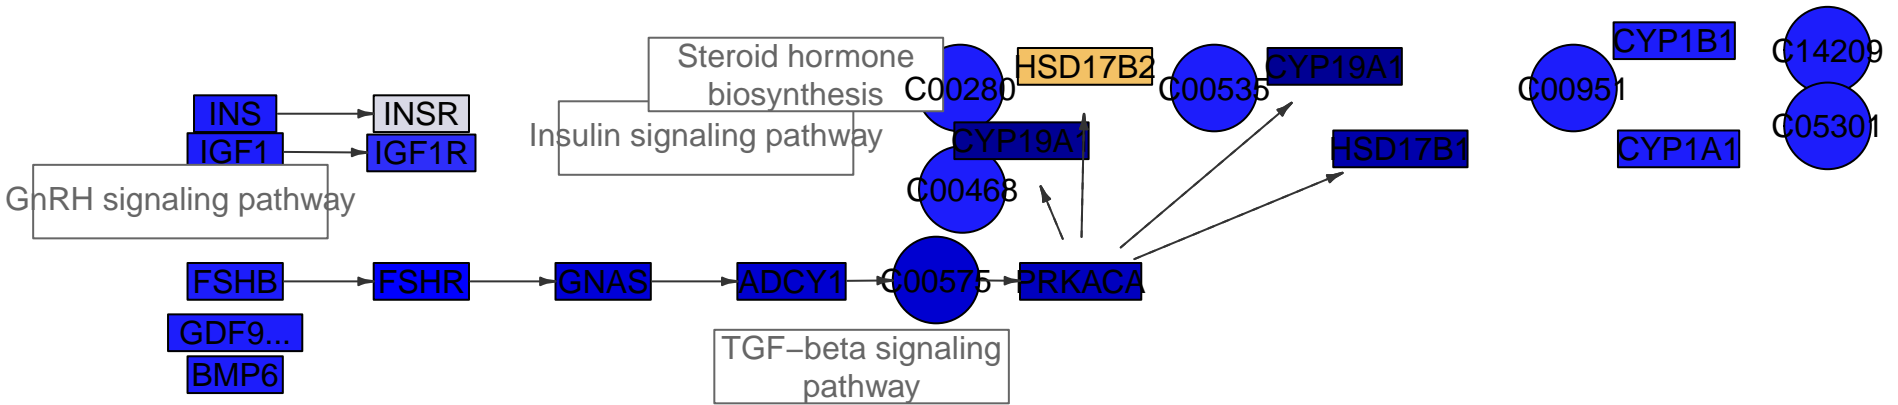 Steroid hormone
biosynthesis
C00280
HSD17B2
C00535
CYP19A1
C00951
CYP1B1
C14209
INS
INSR
Insulin signaling pathway
CYP19A1
HSD17B1
CYP1A1
C05301
IGF1
IGF1R
GnRH signaling pathway
C00468
FSHB
FSHR
GNAS
ADCY1
C00575
PRKACA
GDF9...
BMP6
TGF−beta signaling
pathway